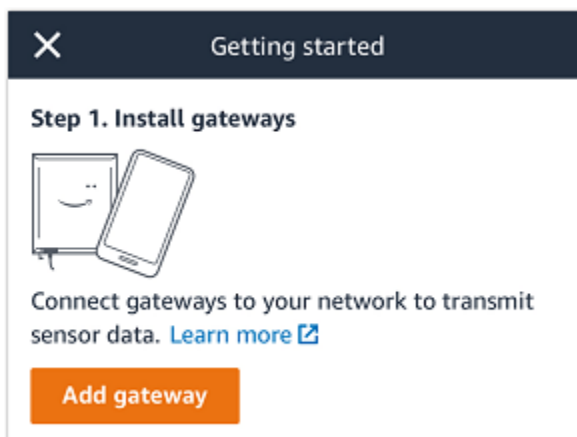 Getting started
Step 1. Install gateways
Connect gateways to your network to transmit
sensor data. Learn more
Add gateway